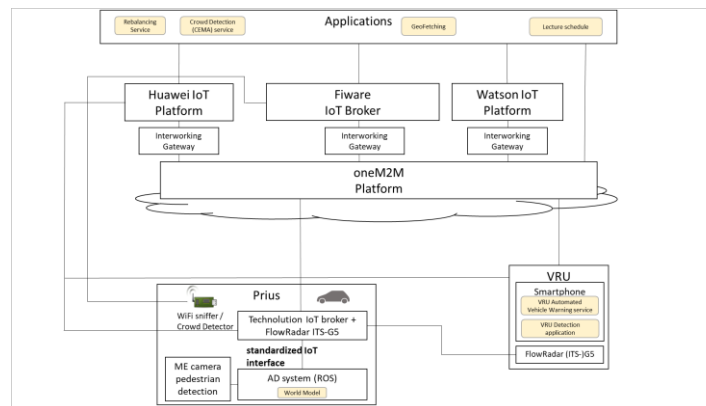 Applications
Rebalancing
Service
Crowd Detection
(CEMA) service
GeoFetching
Lecture schedule
Huawei IoT
Platform
Fiware
IoT Broker
Watson IoT
Platform
Interworking
Gateway
Interworking
Gateway
Interworking
Gateway
oneM2M
Platform
Prius
WiFi sniffer /
Crowd Detector
Technolution IoT broker +
FlowRadar ITS-G5
standardized IoT
interface
ME camera
pedestrian
detection
AD system (ROS)
World Model
VRU
Smartphone
VRU Automated
Vehicle Warning service
VRU Detection
application
FlowRadar (ITS-)G5